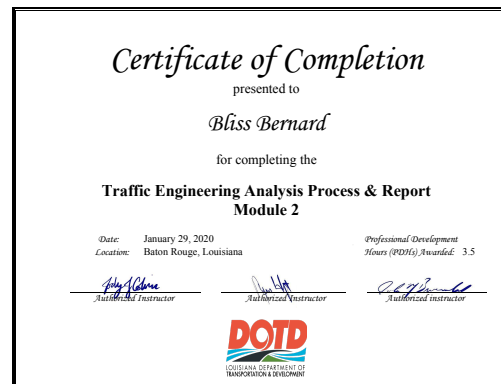 Certificate of Completion
presented to
Bliss Bernard
for completing the
Traffic Engineering Analysis Process & Report
Module 2
Date: January 29, 2020
Location: Baton Rouge, Louisiana
Professional Development
Hours (PDHs) Awarded: 3.5
Authorized Instructor
Authorized Instructor
Authorized instructor
DOTD
LOUISIANA DEPARTMENT OF
TRANSPORTATION & DEVELOPMENT